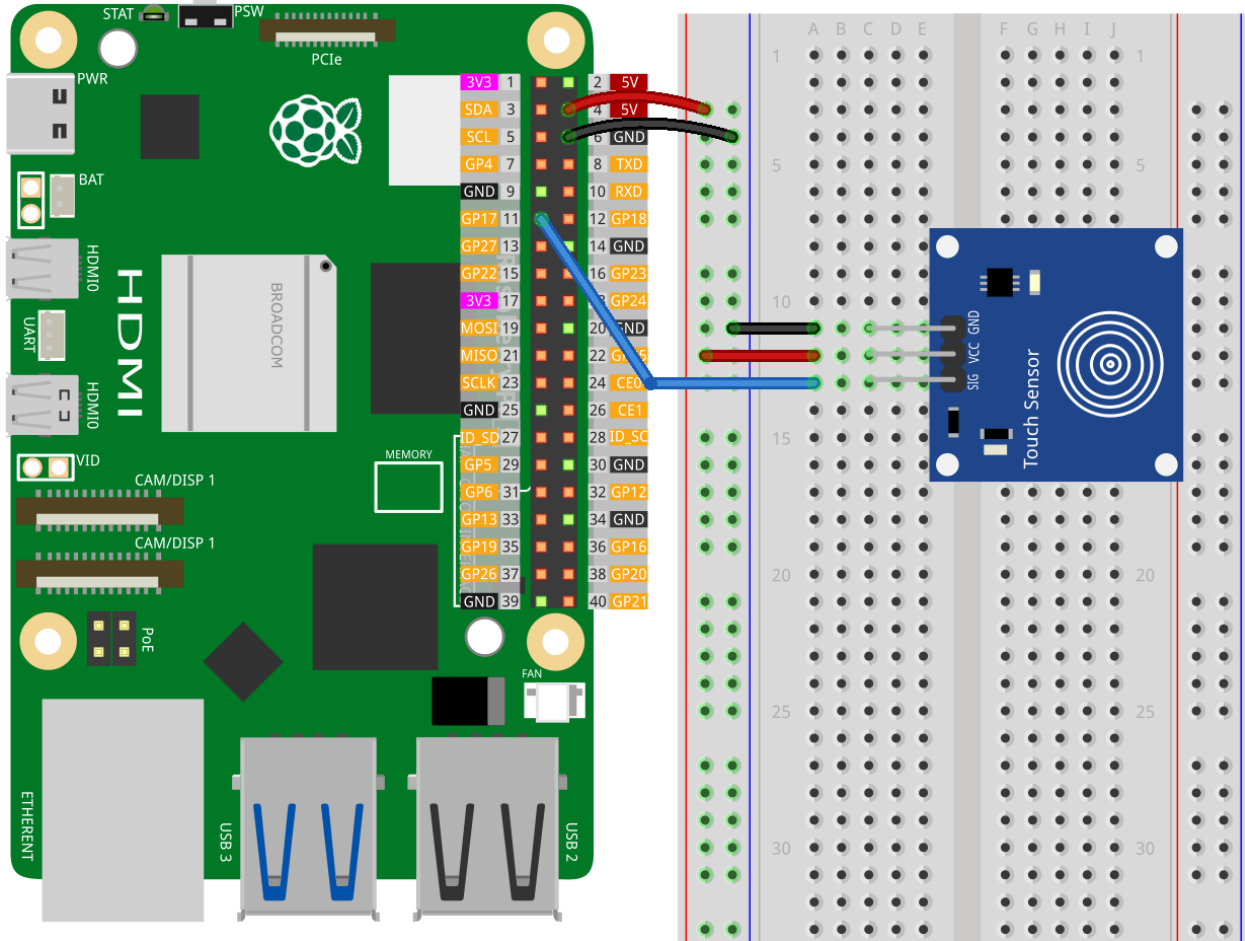 STAT
PSW
PCIe
PWR
BAT
HDMI0
HDMI
UART
HDMI0
VID
BROADCOM
MEMORY
CAM/DISP 1
CAM/DISP 1
PoE
FAN
ETHERENT
USB 3
USB 2
3V3 1 2 5V
SDA 3 4 5V
SCL 5 6 GND
GP4 7 8 TXD
GND 9 10 RXD
GP17 11 12 GP18
GP27 13 14 GND
GP22 15 16 GP23
3V3 17 GP24
MOSI 19 20 GND
MISO 21 22
SCLK 23 24 CE0
GND 25 26 CE1
ID_SD 27 28 ID_SC
GP5 29 30 GND
GP6 31 32 GP12
GP13 33 34 GND
GP19 35 36 GP16
GP26 37 38 GP20
GND 39 40 GP21
A B C D E F G H I J
1 1
5 5
10
15
20 20
25 25
30 30
GND
VCC
SIG
Touch Sensor